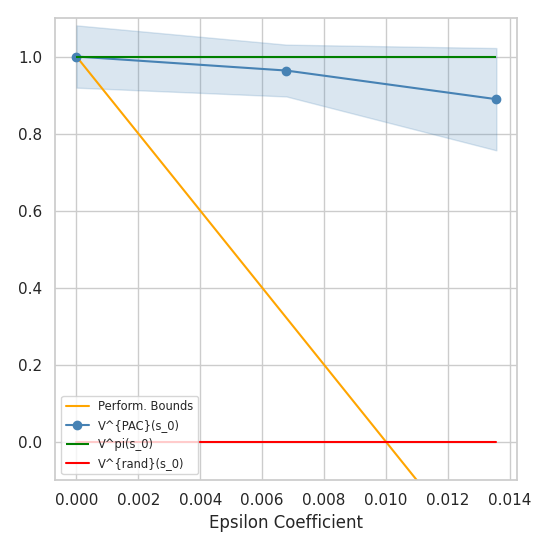 1.0
0.8
0.6
0.4
0.2
0.0
Perform. Bounds
V^{PAC}(s_0)
V^pi(s_0)
V^{rand}(s_0)
0.000 0.002 0.004 0.006 0.008 0.010 0.012 0.014
Epsilon Coefficient